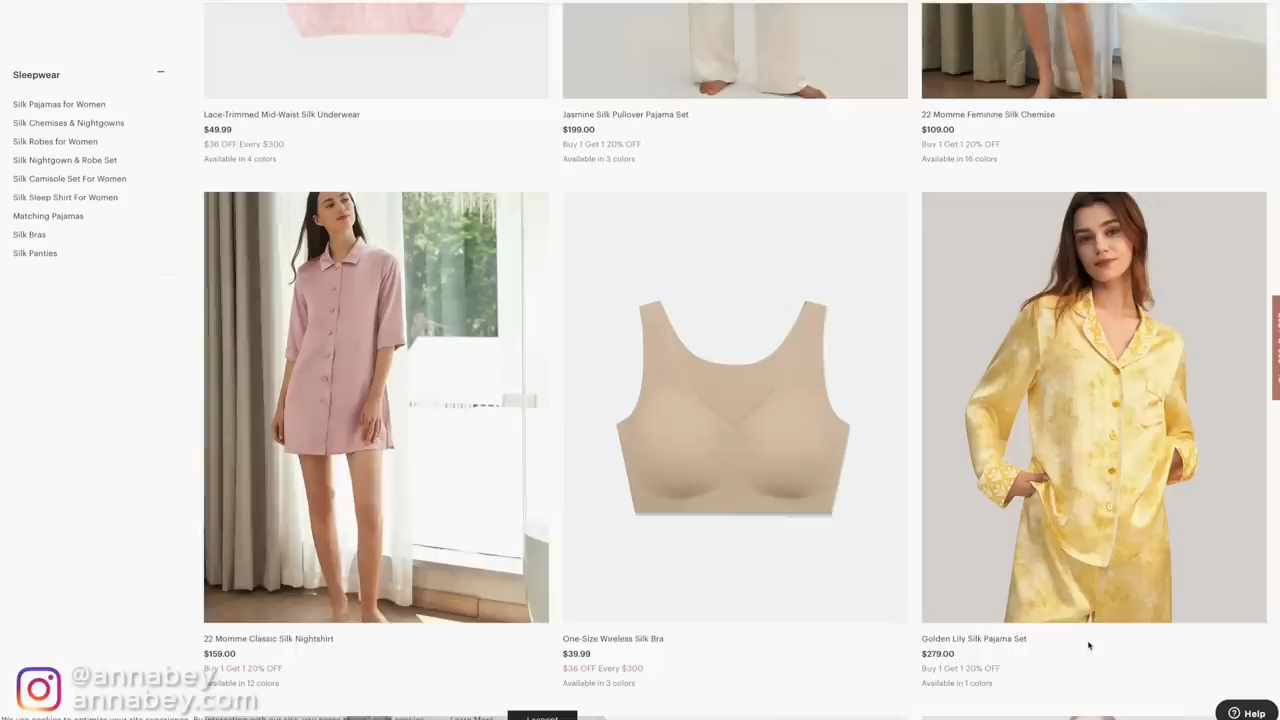 Sleepwear
Silk Pajamas for Women
Silk Chemises & Nightgowns
Silk Robes for Women
Silk Nightgown & Robe Set
Silk Camisole Set For Women
Silk Sleep Shirt For Women
Matching Pajamas
Silk Bras
Silk Panties
Lace-Trimmed Mid-Waist Silk Underwear
$49.99
$36 OFF Every $300
Available in 4 colors
Jasmine Silk Pullover Pajama Set
$199.00
Buy 1 Get 1 20% OFF
Available in 3 colors
22 Momme Feminine Silk Chemise
$109.00
Buy 1 Get 1 20% OFF
Available in 16 colors
22 Momme Classic Silk Nightshirt
$159.00
Buy 1 Get 1 20% OFF
Available in 12 colors
One-Size Wireless Silk Bra
$39.99
$36 OFF Every $300
Available in 3 colors
Golden Lily Silk Pajama Set
$279.00
Buy 1 Get 1 20% OFF
Available in 1 colors
@annabey
annabey.com
Help